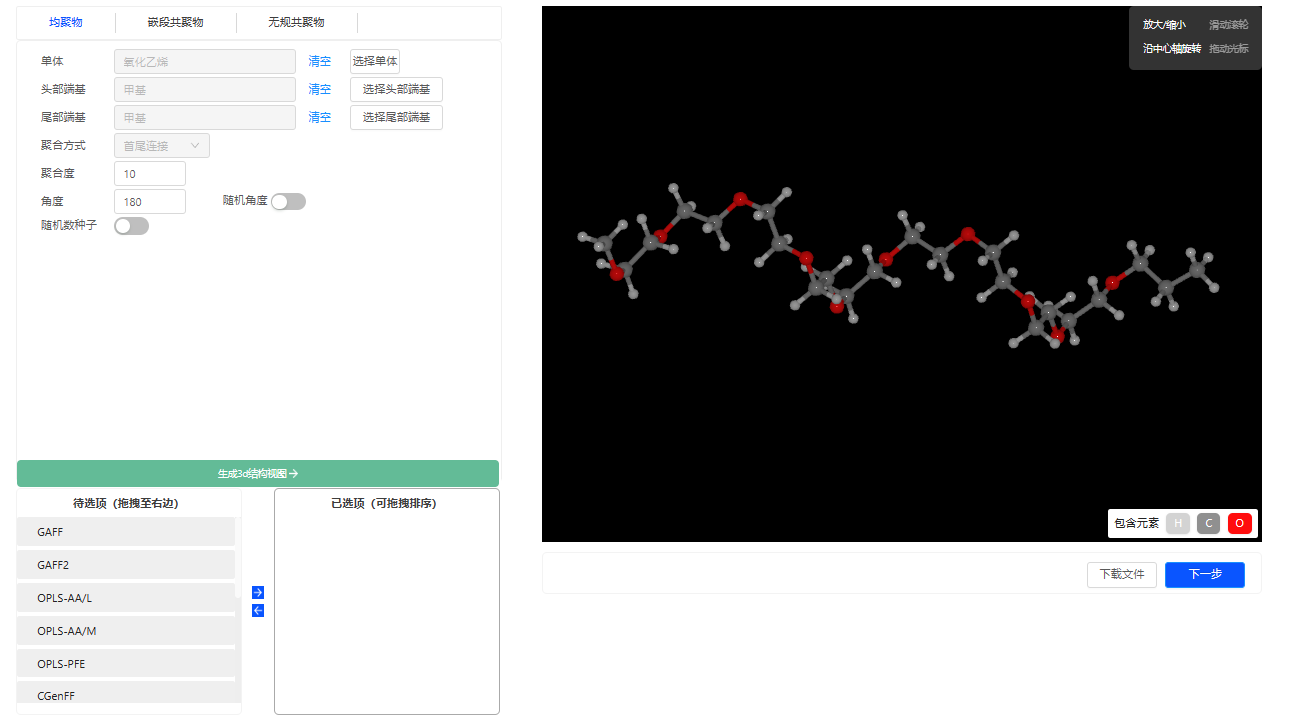 均聚物 嵌段共聚物 无规共聚物
单体 氧化乙烯 清空 选择单体
头部端基 甲基 清空 选择头部端基
尾部端基 甲基 清空 选择尾部端基
聚合方式 首尾连接
聚合度 10
角度 180 随机角度
随机数种子
生成3d结构视图→
待选顶（拖拽至右边）
GAFF
GAFF2
OPLS-AA/L
OPLS-AA/M
OPLS-PFE
CGenFF
已选顶（可拖拽排序）
放大/缩小 滑动滚轮
沿中心轴旋转 拖动光标
包含元素 H C O
下载文件 下一步